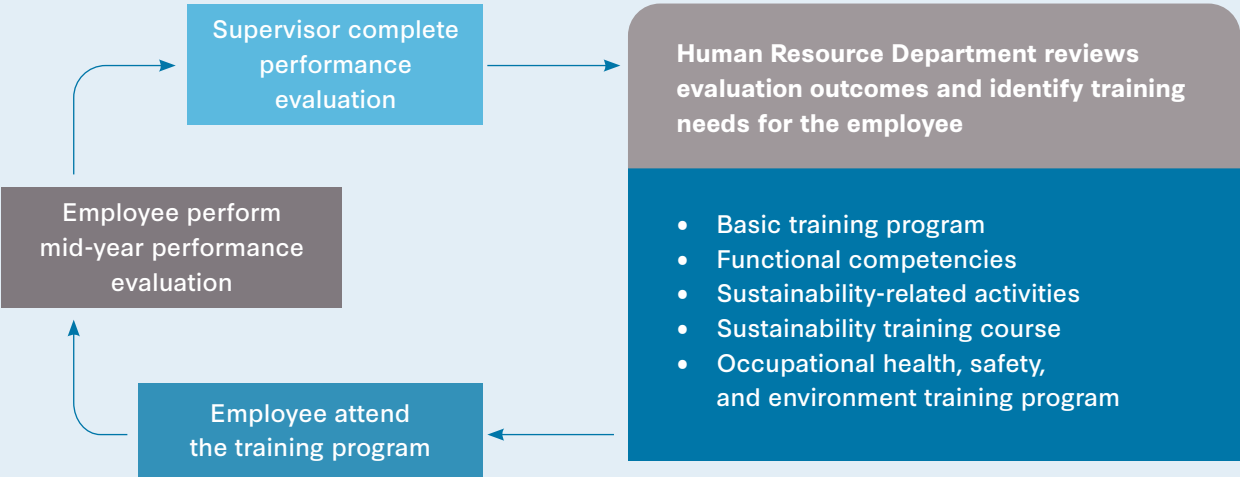 Supervisor complete
performance
evaluation
Human Resource Department reviews
evaluation outcomes and identify training
needs for the employee
Employee perform
mid-year performance
evaluation
• Basic training program
• Functional competencies
• Sustainability-related activities
• Sustainability training course
• Occupational health, safety,
and environment training program
Employee attend
the training program